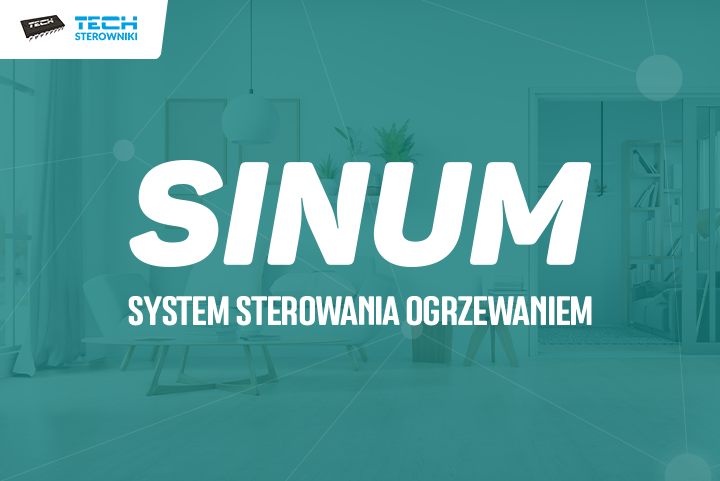 TECH
TECH
STEROWNIKI
SINUM
SYSTEM STEROWANIA OGRZEWANIEM